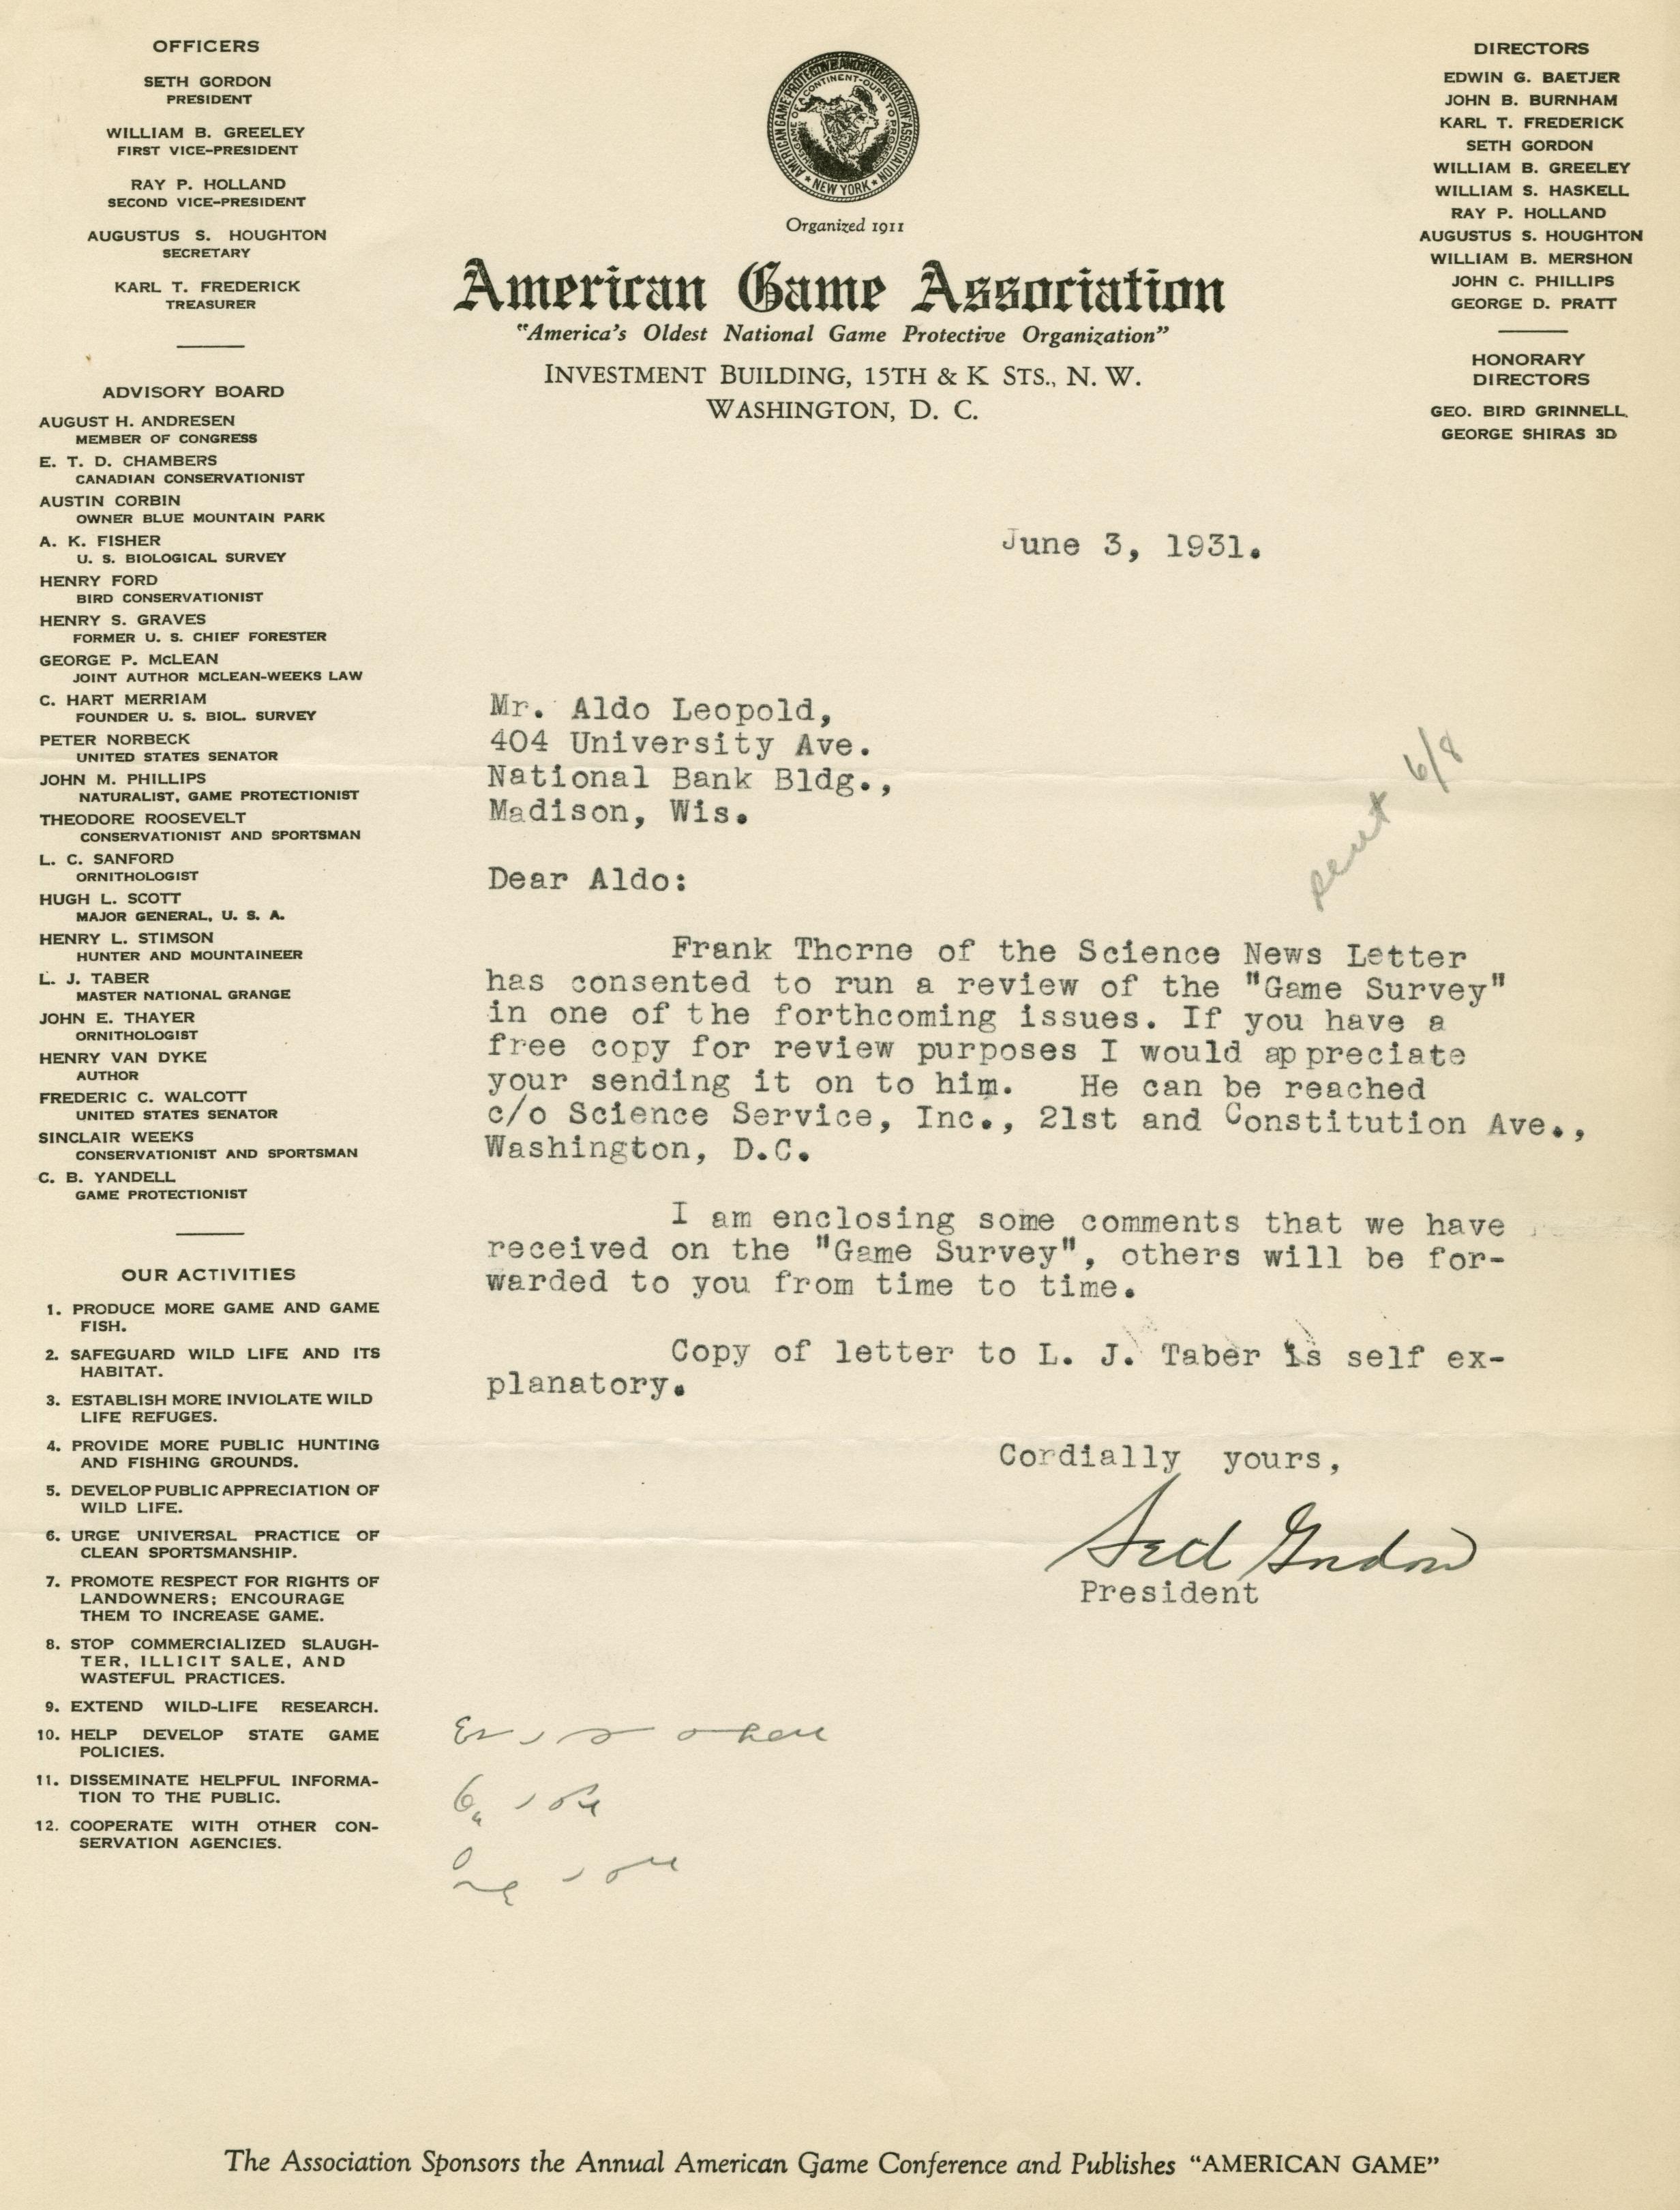 OFFICERS
SETH GORDON
PRESIDENT
WILLIAM B. GREELEY
FIRST VICE-PRESIDENT
RAY P. HOLLAND
SECOND VICE-PRESIDENT
AUGUSTUS S. HOUGHTON
SECRETARY
KARL T. FREDERICK
TREASURER
ADVISORY BOARD
AUGUST H. ANDRESEN
MEMBER OF CONGRESS
E. T. D. CHAMBERS
CANADIAN CONSERVATIONIST
AUSTIN CORBIN
OWNER BLUE MOUNTAIN PARK
A. K. FISHER
U. S. BIOLOGICAL SURVEY
HENRY FORD
BIRD CONSERVATIONIST
HENRY S. GRAVES
FORMER U. S. CHIEF FORESTER
GEORGE P. McLEAN
JOINT AUTHOR MCLEAN-WEEKS LAW
C. HART MERRIAM
FOUNDER U. S. BIOL. SURVEY
PETER NORBECK
UNITED STATES SENATOR
JOHN M. PHILLIPS
NATURALIST, GAME PROTECTIONIST
THEODORE ROOSEVELT
CONSERVATIONIST AND SPORTSMAN
L. C. SANFORD
ORNITHOLOGIST
HUGH L. SCOTT
MAJOR GENERAL, U. S. A.
HENRY L. STIMSON
HUNTER AND MOUNTAINEER
L. J. TABER
MASTER NATIONAL GRANGE
JOHN E. THAYER
ORNITHOLOGIST
HENRY VAN DYKE
AUTHOR
FREDERIC C. WALCOTT
UNITED STATES SENATOR
SINCLAIR WEEKS
CONSERVATIONIST AND SPORTSMAN
C. B. YANDELL
GAME PROTECTIONIST
OUR ACTIVITIES
1. PRODUCE MORE GAME AND GAME
FISH.
2. SAFEGUARD WILD LIFE AND ITS
HABITAT.
3. ESTABLISH MORE INVIOLATE WILD
LIFE REFUGES.
4. PROVIDE MORE PUBLIC HUNTING
AND FISHING GROUNDS.
5. DEVELOP PUBLIC APPRECIATION OF
WILD LIFE.
6. URGE UNIVERSAL PRACTICE OF
CLEAN SPORTSMANSHIP.
7. PROMOTE RESPECT FOR RIGHTS OF
LANDOWNERS; ENCOURAGE
THEM TO INCREASE GAME.
8. STOP COMMERCIALIZED SLAUGH-
TER, ILLICIT SALE, AND
WASTEFUL PRACTICES.
9. EXTEND WILD-LIFE RESEARCH.
10. HELP DEVELOP STATE GAME
POLICIES.
11. DISSEMINATE HELPFUL INFORMA-
TION TO THE PUBLIC.
12. COOPERATE WITH OTHER CON-
SERVATION AGENCIES.
AMERICAN GAME PROTECTIVE AND PROPAGATION ASSOCIATION
NEW YORK
Organized 1911
American Game Association
"America's Oldest National Game Protective Organization"
INVESTMENT BUILDING, 15TH & K STS., N. W.
WASHINGTON, D. C.
DIRECTORS
EDWIN G. BAETJER
JOHN B. BURNHAM
KARL T. FREDERICK
SETH GORDON
WILLIAM B. GREELEY
WILLIAM S. HASKELL
RAY P. HOLLAND
AUGUSTUS S. HOUGHTON
WILLIAM B. MERSHON
JOHN C. PHILLIPS
GEORGE D. PRATT
HONORARY
DIRECTORS
GEO. BIRD GRINNELL
GEORGE SHIRAS 3D
June 3, 1931.
Mr. Aldo Leopold,
404 University Ave.
National Bank Bldg.,
Madison, Wis.
sent 6/8
Dear Aldo:
Frank Thorne of the Science News Letter
has consented to run a review of the "Game Survey"
in one of the forthcoming issues. If you have a
free copy for review purposes I would appreciate
your sending it on to him. He can be reached
c/o Science Service, Inc., 21st and Constitution Ave.,
Washington, D.C.
I am enclosing some comments that we have
received on the "Game Survey", others will be for-
warded to you from time to time.
Copy of letter to L. J. Taber is self ex-
planatory.
Cordially yours,
Seth Gordon
President
The Association Sponsors the Annual American Game Conference and Publishes "AMERICAN GAME"